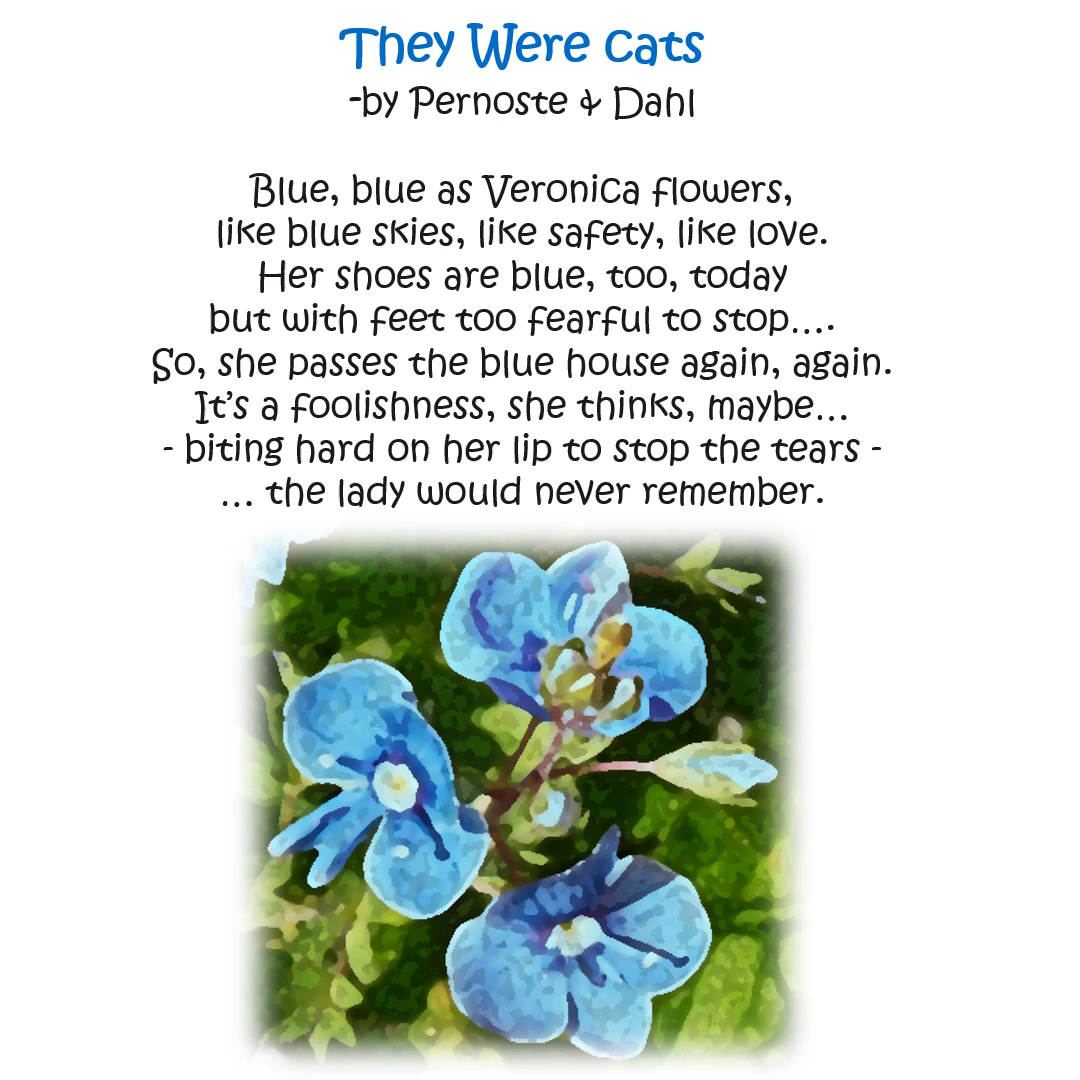 They Were cats
-by Pernoste & Dahl
Blue, blue as Veronica flowers,
like blue skies, like safety, like love.
Her shoes are blue, too, today
but with feet too fearful to stop....
So, she passes the blue house again, again.
It's a foolishness, she thinks, maybe...
- biting hard on her lip to stop the tears -
... the lady would never remember.